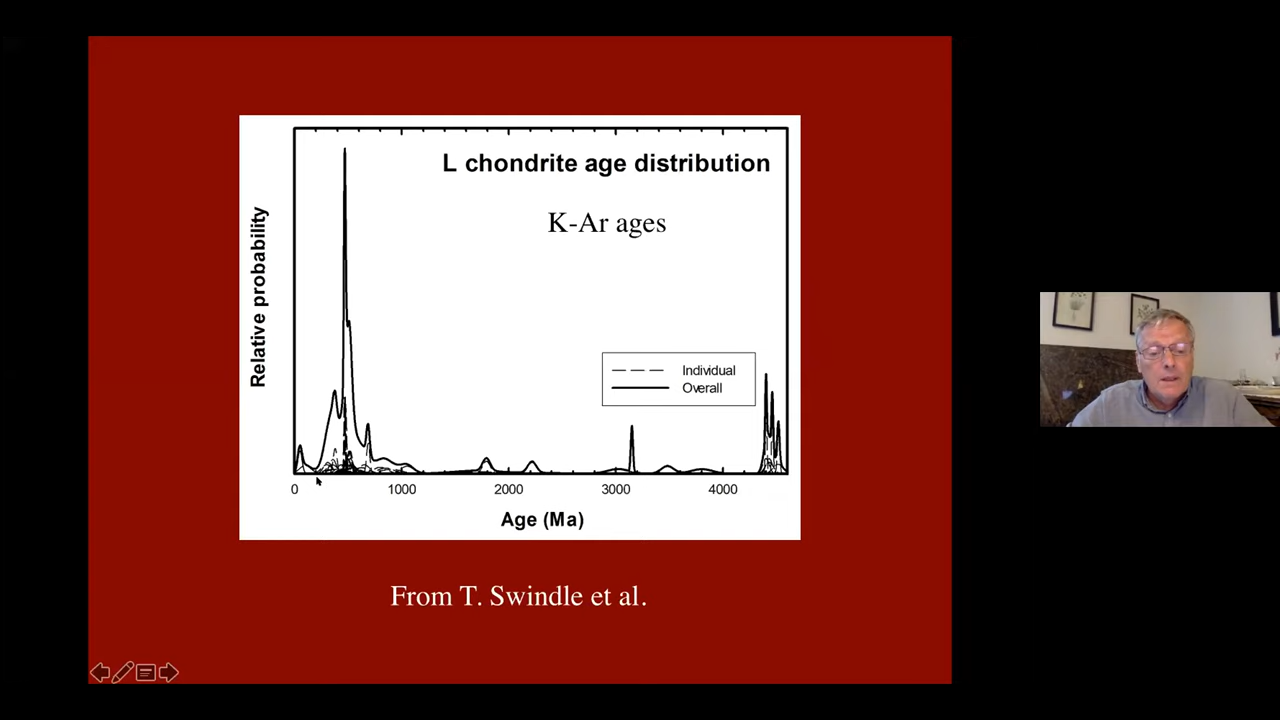 L chondrite age distribution
K-Ar ages
Relative probability
Individual
Overall
0 1000 2000 3000 4000
Age (Ma)
From T. Swindle et al.